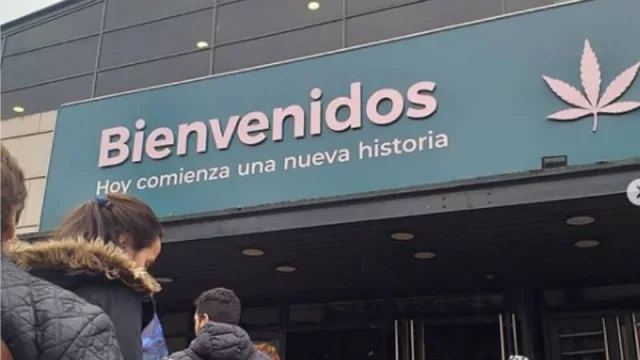 Bienvenidos
Hoy comienza una nueva historia